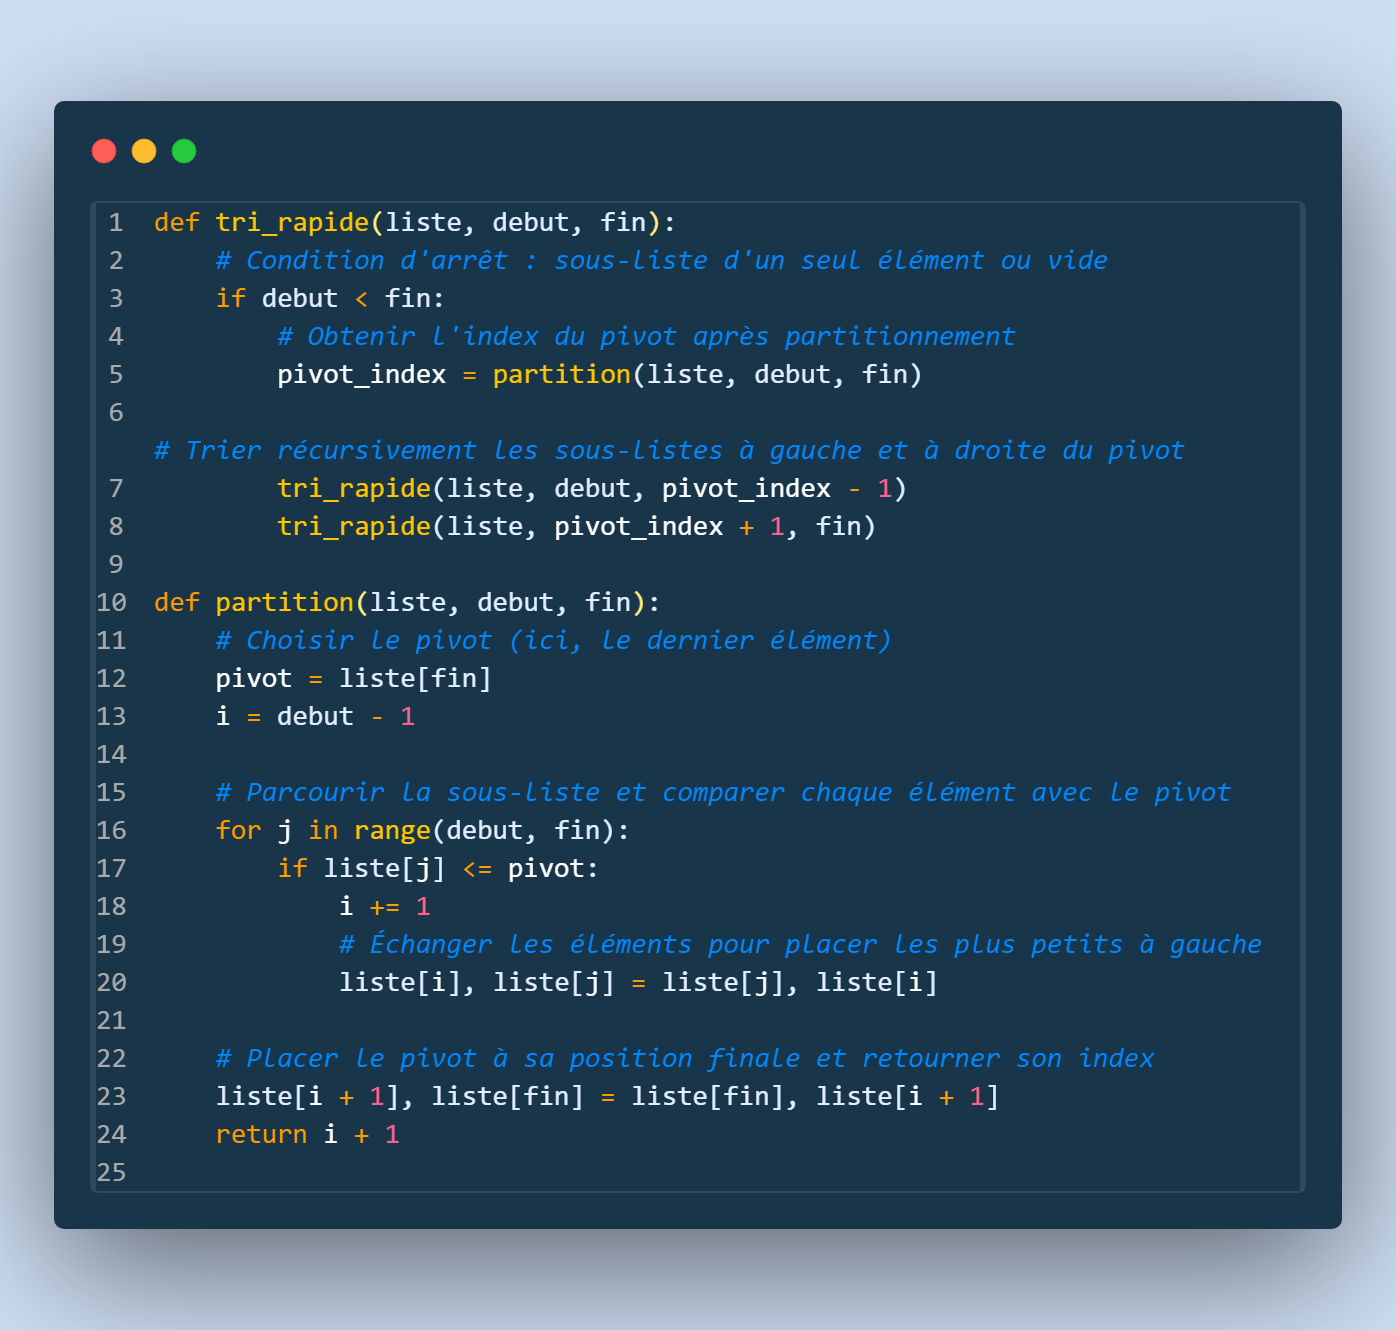 1 def tri_rapide(liste, debut, fin):
2     # Condition d'arrêt : sous-liste d'un seul élément ou vide
3     if debut < fin:
4         # Obtenir l'index du pivot après partitionnement
5         pivot_index = partition(liste, debut, fin)
6
# Trier récursivement les sous-listes à gauche et à droite du pivot
7         tri_rapide(liste, debut, pivot_index - 1)
8         tri_rapide(liste, pivot_index + 1, fin)
9
10 def partition(liste, debut, fin):
11     # Choisir le pivot (ici, le dernier élément)
12     pivot = liste[fin]
13     i = debut - 1
14
15     # Parcourir la sous-liste et comparer chaque élément avec le pivot
16     for j in range(debut, fin):
17         if liste[j] <= pivot:
18             i += 1
19             # Échanger les éléments pour placer les plus petits à gauche
20             liste[i], liste[j] = liste[j], liste[i]
21
22     # Placer le pivot à sa position finale et retourner son index
23     liste[i + 1], liste[fin] = liste[fin], liste[i + 1]
24     return i + 1
25